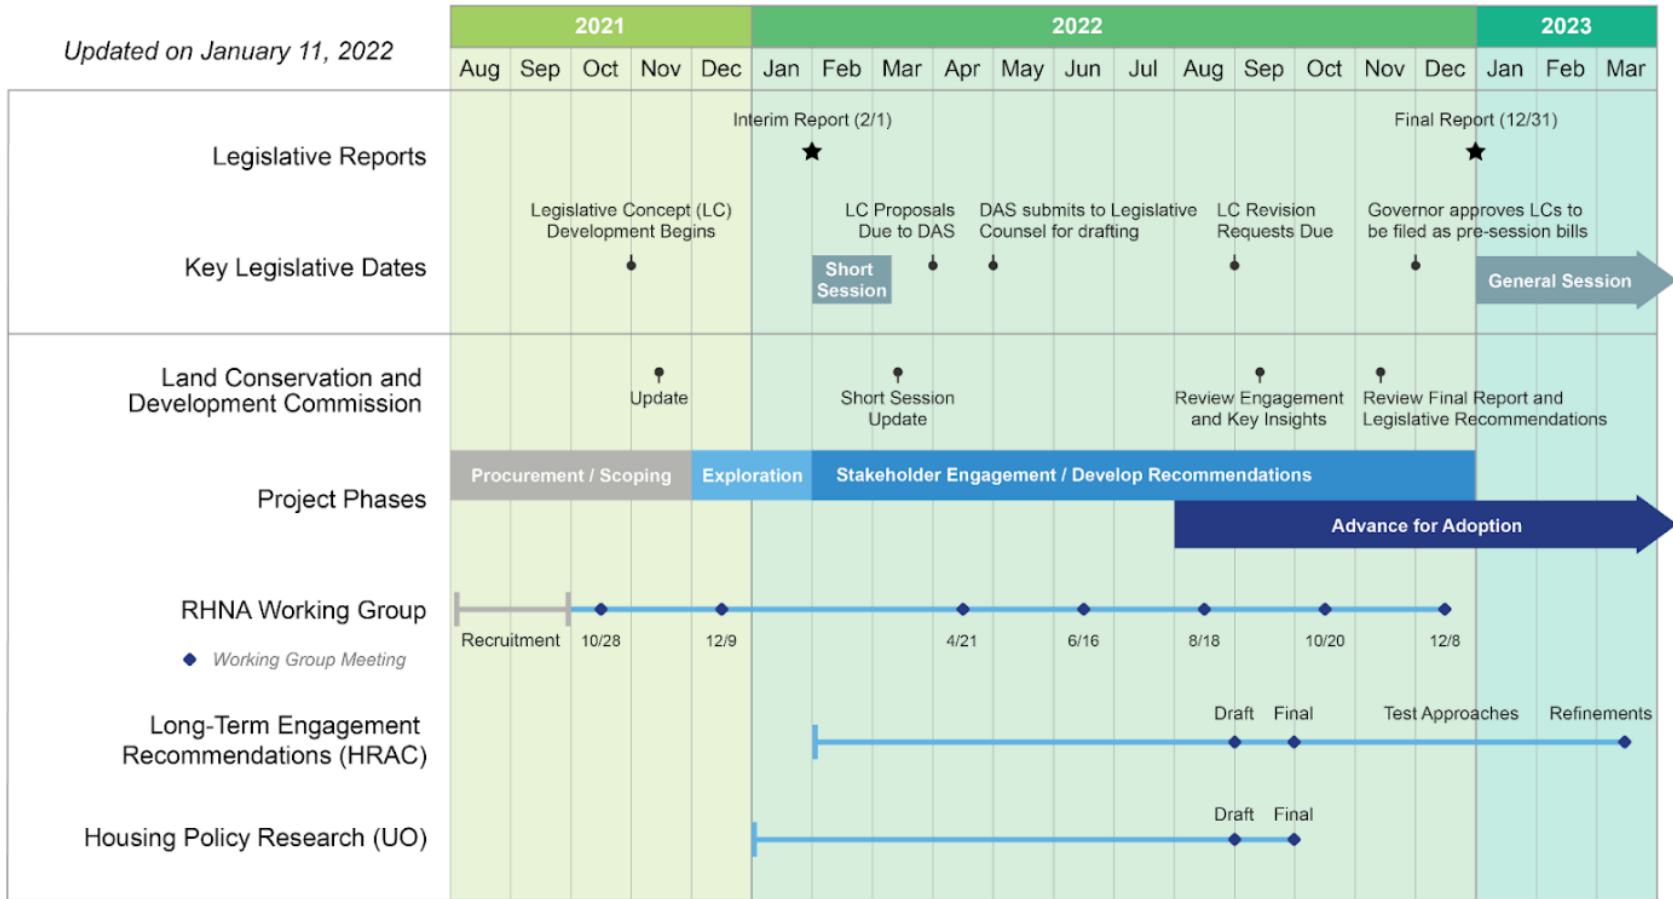 2021
2022
2023
Updated on January 11, 2022
Aug Sep Oct Nov Dec Jan Feb Mar Apr May Jun Jul Aug Sep Oct Nov Dec Jan Feb Mar
Interim Report (2/1)
Final Report (12/31)
Legislative Reports
Legislative Concept (LC)
Development Begins
LC Proposals
Due to DAS
DAS submits to Legislative
Counsel for drafting
LC Revision
Requests Due
Governor approves LCs to
be filed as pre-session bills
Key Legislative Dates
Short
Session
General Session
Land Conservation and
Development Commission
Update
Short Session
Update
Review Engagement
and Key Insights
Review Final Report and
Legislative Recommendations
Project Phases
Procurement / Scoping
Exploration
Stakeholder Engagement / Develop Recommendations
Advance for Adoption
RHNA Working Group
Recruitment
10/28
12/9
4/21
6/16
8/18
10/20
12/8
Working Group Meeting
Long-Term Engagement
Recommendations (HRAC)
Draft
Final
Test Approaches
Refinements
Housing Policy Research (UO)
Draft
Final